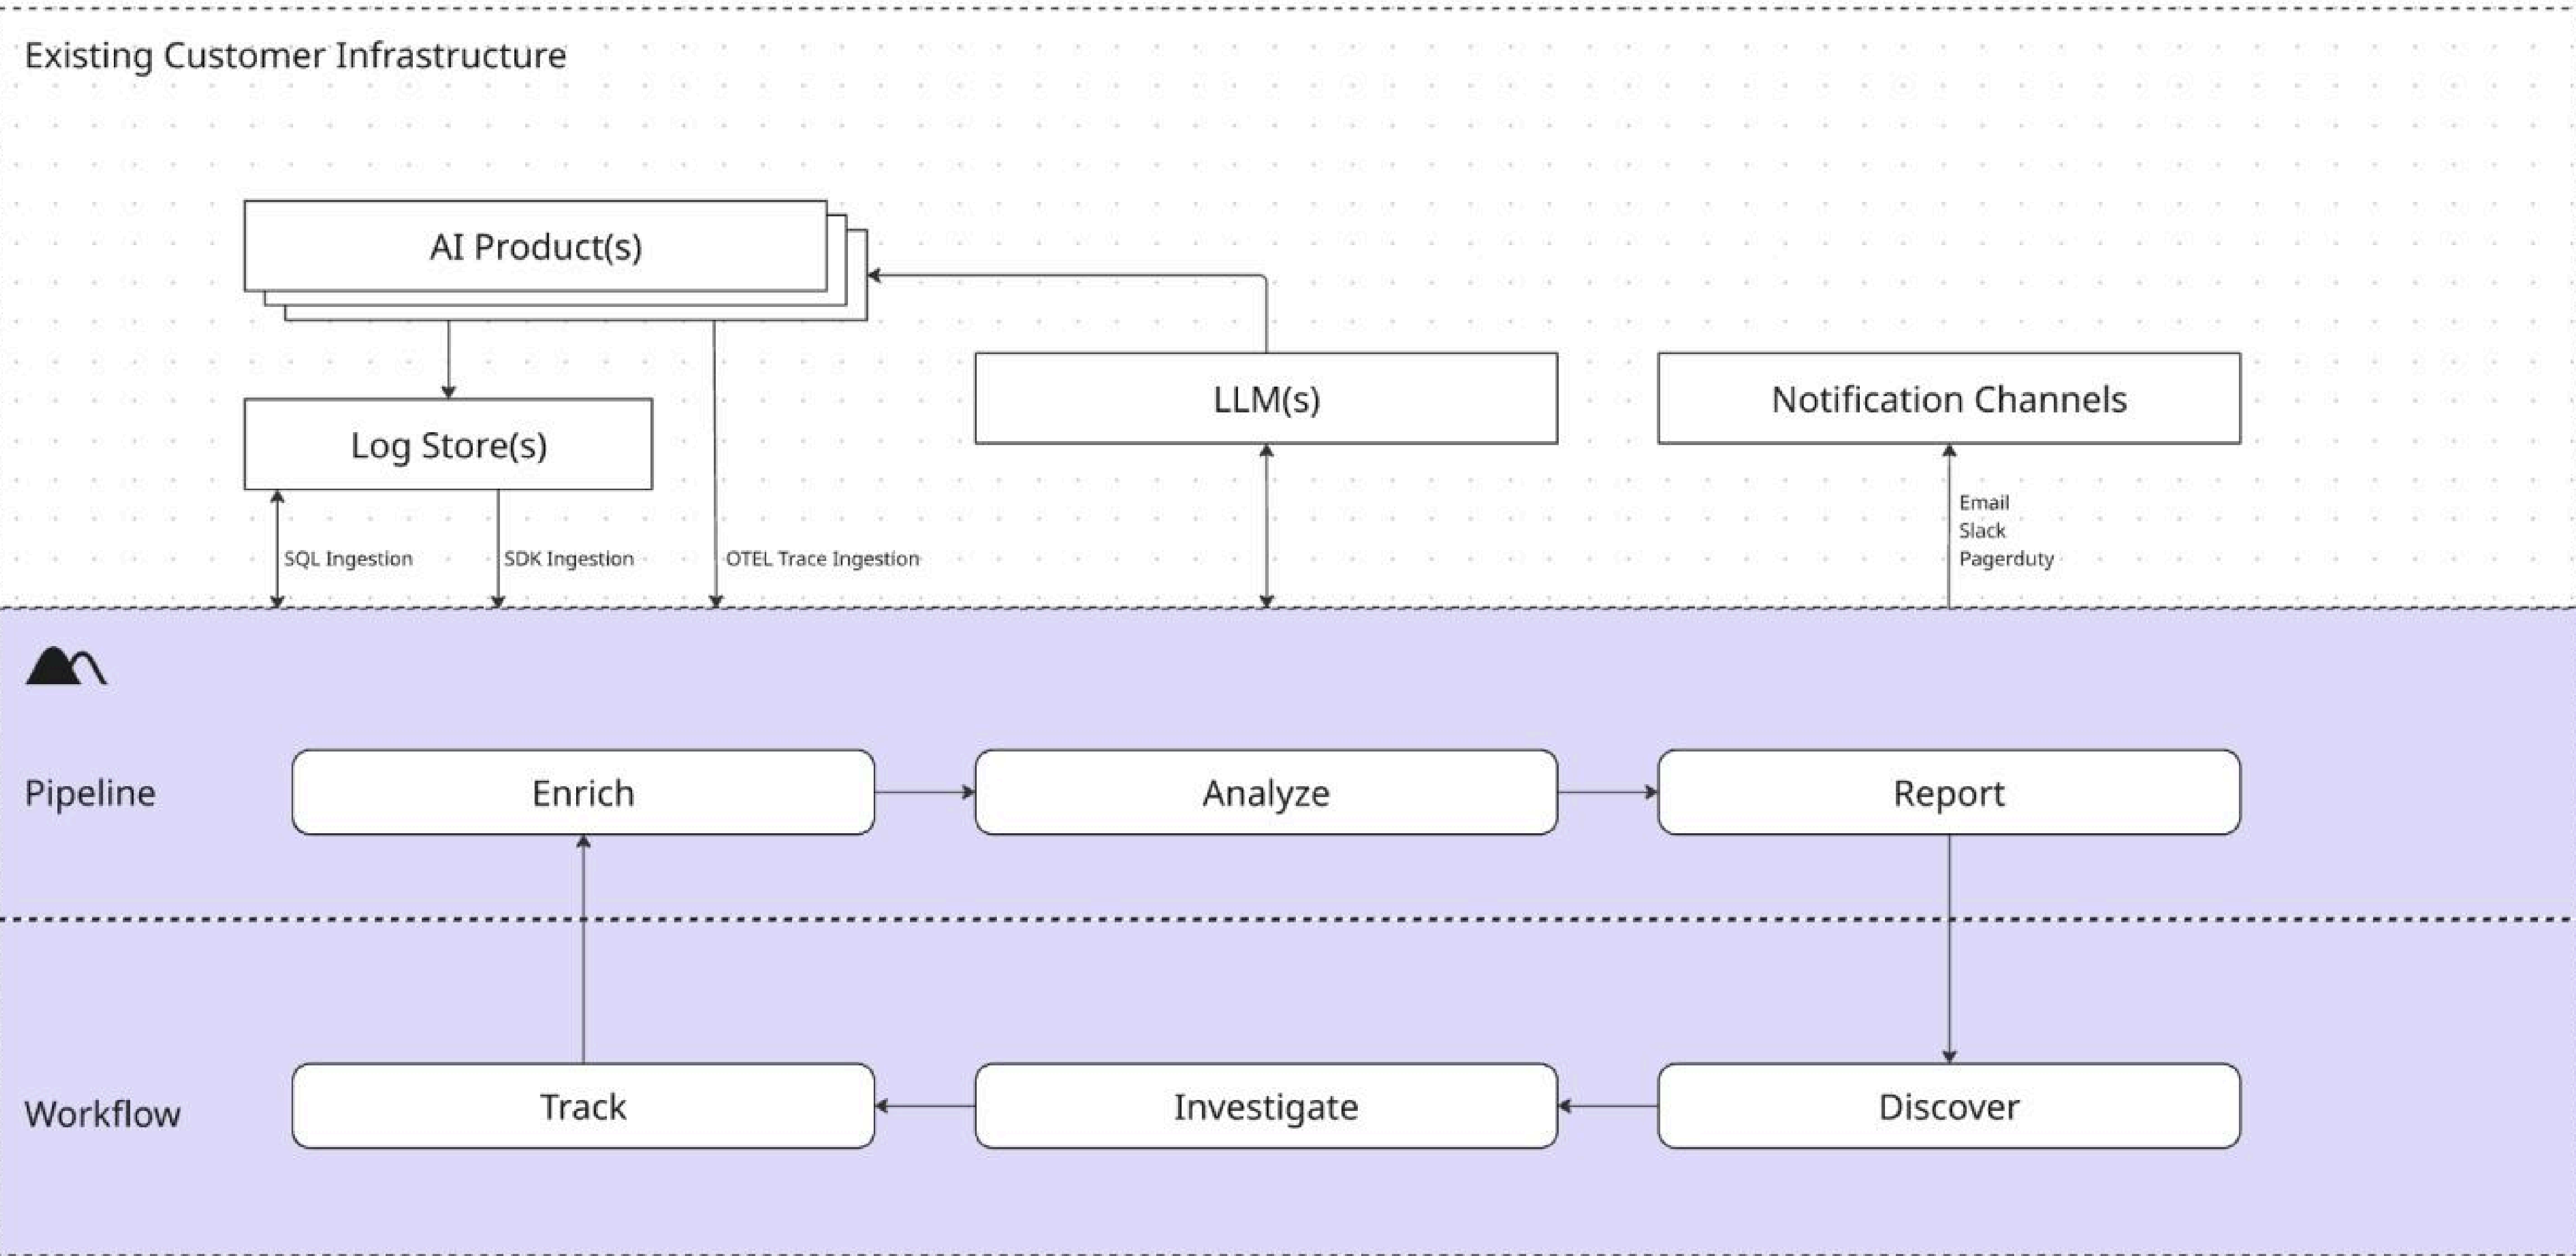 Existing Customer Infrastructure
AI Product(s)
LLM(s)
Notification Channels
Log Store(s)
Email
Slack
Pagerduty
SQL Ingestion
SDK Ingestion
OTEL Trace Ingestion
Pipeline
Enrich
Analyze
Report
Workflow
Track
Investigate
Discover